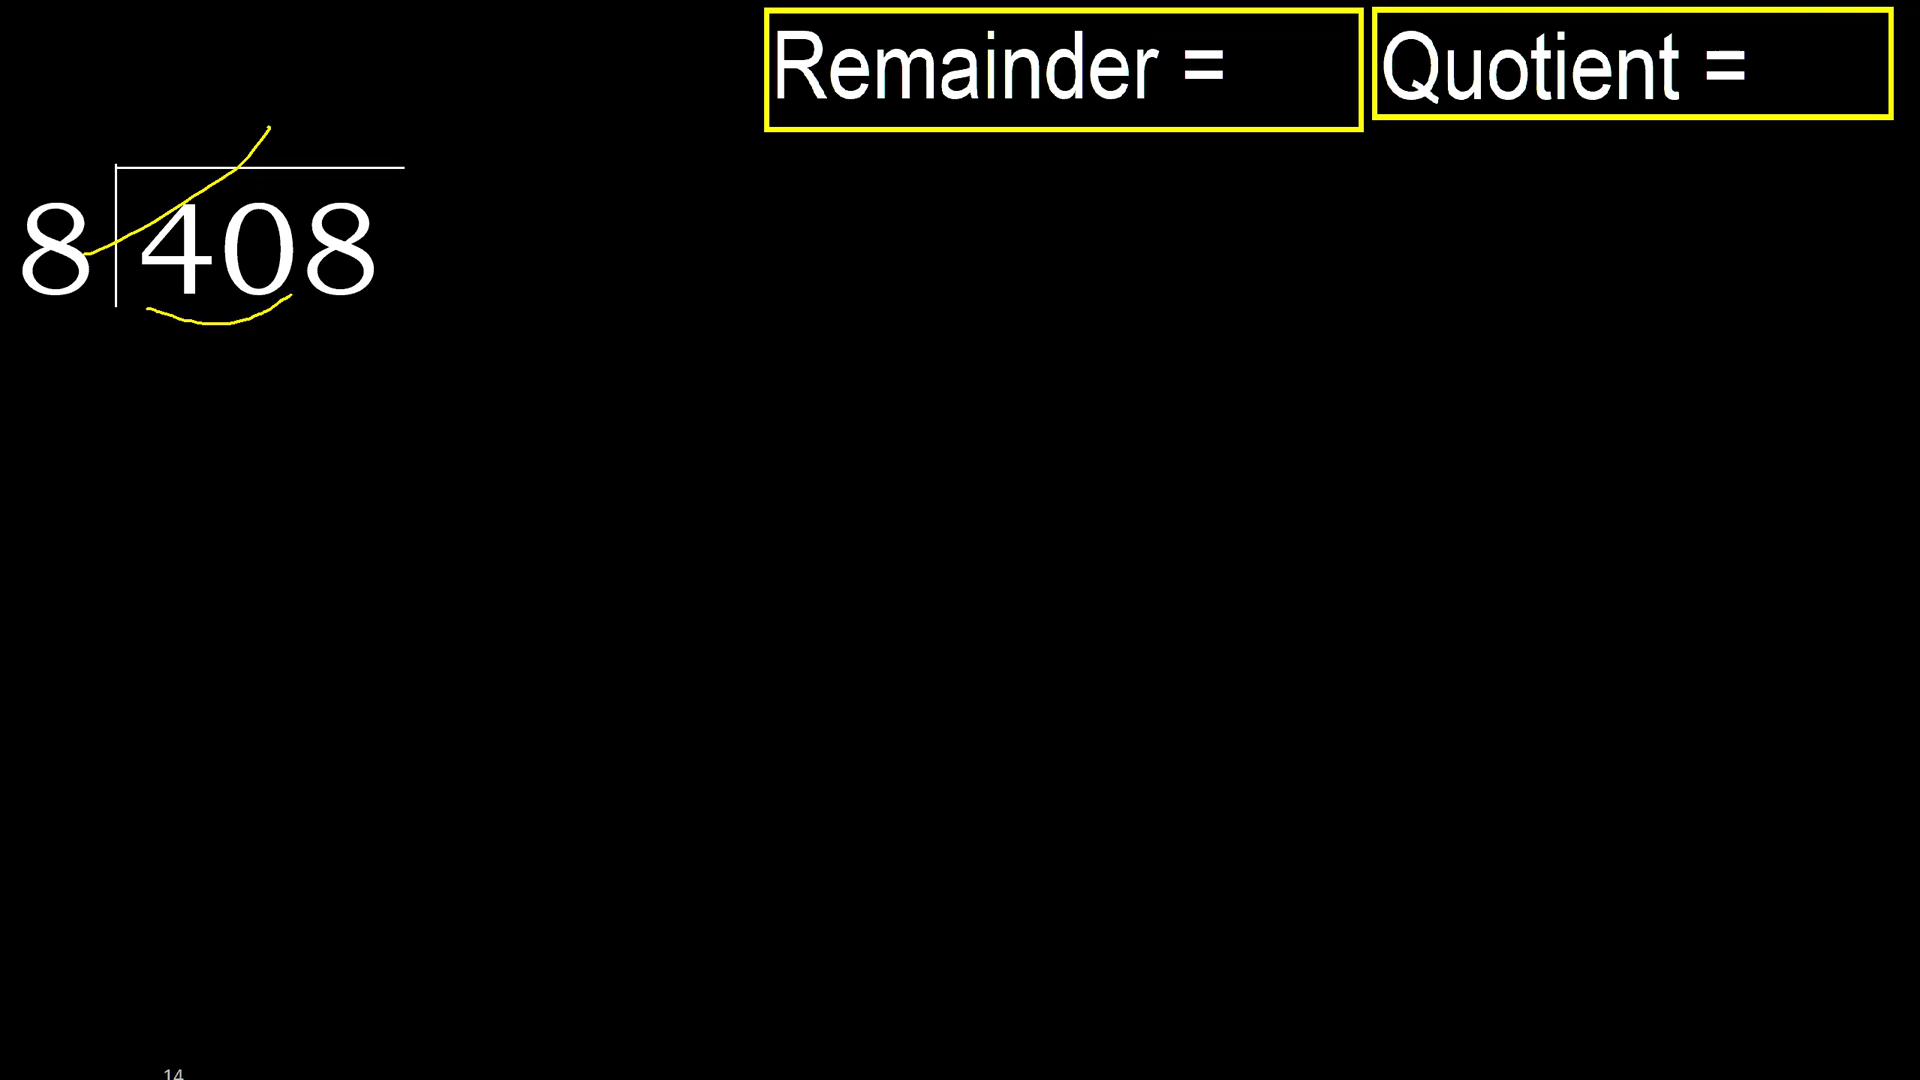 Remainder = Quotient =
8 408
14